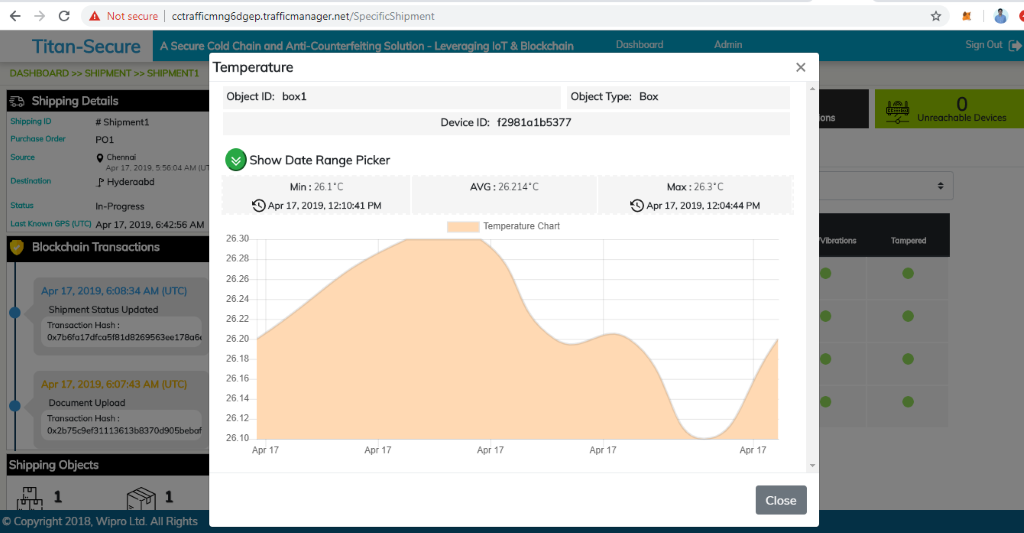 Not secure | cctrafficmng6dgep.trafficmanager.net/SpecificShipment
Titan-Secure
A Secure Cold Chain and Anti-Counterfeiting Solution - Leveraging IoT & Blockchain
Dashboard
Admin
Sign Out
DASHBOARD >> SHIPMENT >> SHIPMENT1
Shipping Details
Shipping ID # Shipment1
Purchase Order PO1
Source Chennai
Apr 17, 2019, 5:56:04 AM (UT
Destination Hyderaabd
Status In-Progress
Last Known GPS (UTC) Apr 17, 2019, 6:42:56 AM
Blockchain Transactions
Apr 17, 2019, 6:08:34 AM (UTC)
Shipment Status Updated
Transaction Hash :
0x7b6fa17dfca5f81d8269563ee178a6
Apr 17, 2019, 6:07:43 AM (UTC)
Document Upload
Transaction Hash :
0x2b75c9ef31113613b8370d905beba
Shipping Objects
1
1
© Copyright 2018, Wipro Ltd. All Rights
Temperature
×
Object ID: box1
Object Type: Box
Device ID: f2981a1b5377
Show Date Range Picker
Min : 26.1°C
Apr 17, 2019, 12:10:41 PM
AVG : 26.214°C
Max : 26.3°C
Apr 17, 2019, 12:04:44 PM
Temperature Chart
26.30
26.28
26.26
26.24
26.22
26.20
26.18
26.16
26.14
26.12
26.10
Apr 17 Apr 17 Apr 17 Apr 17 Apr 17
Close
ons
0
Unreachable Devices
/Vibrations
Tampered